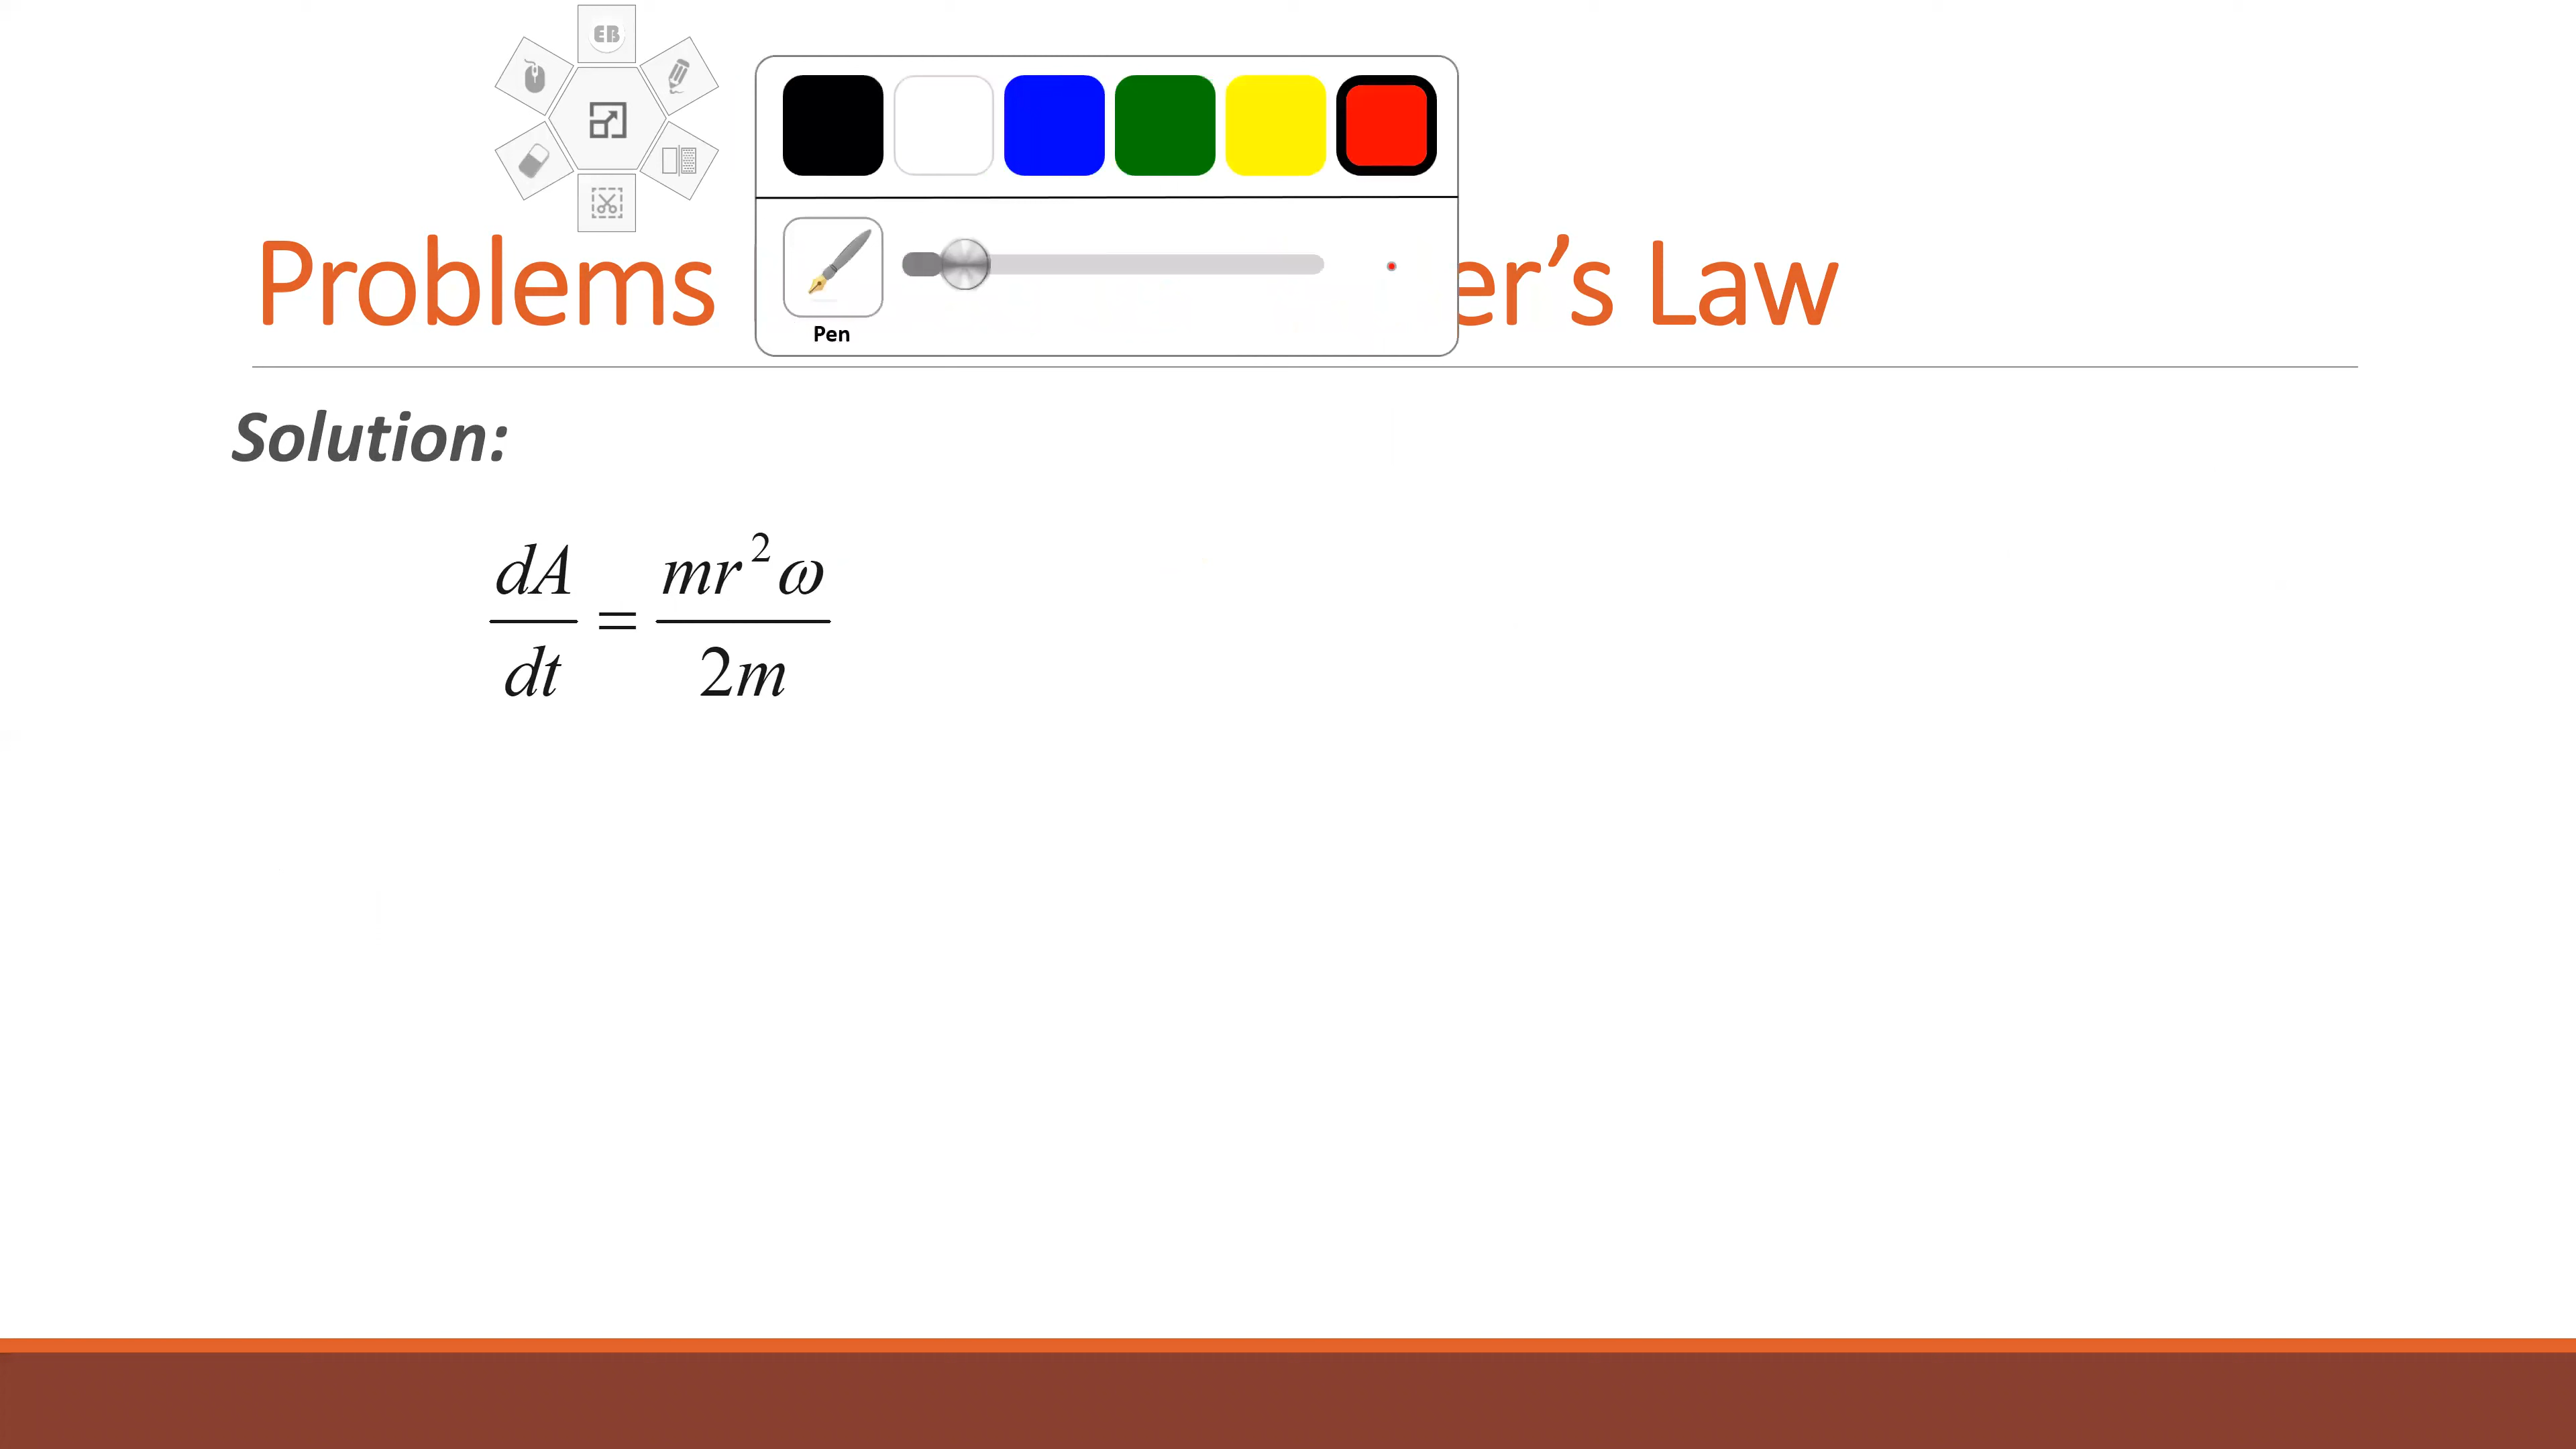 EB
Problems er's Law
Pen
Solution:
dA/dt = mr²ω/2m